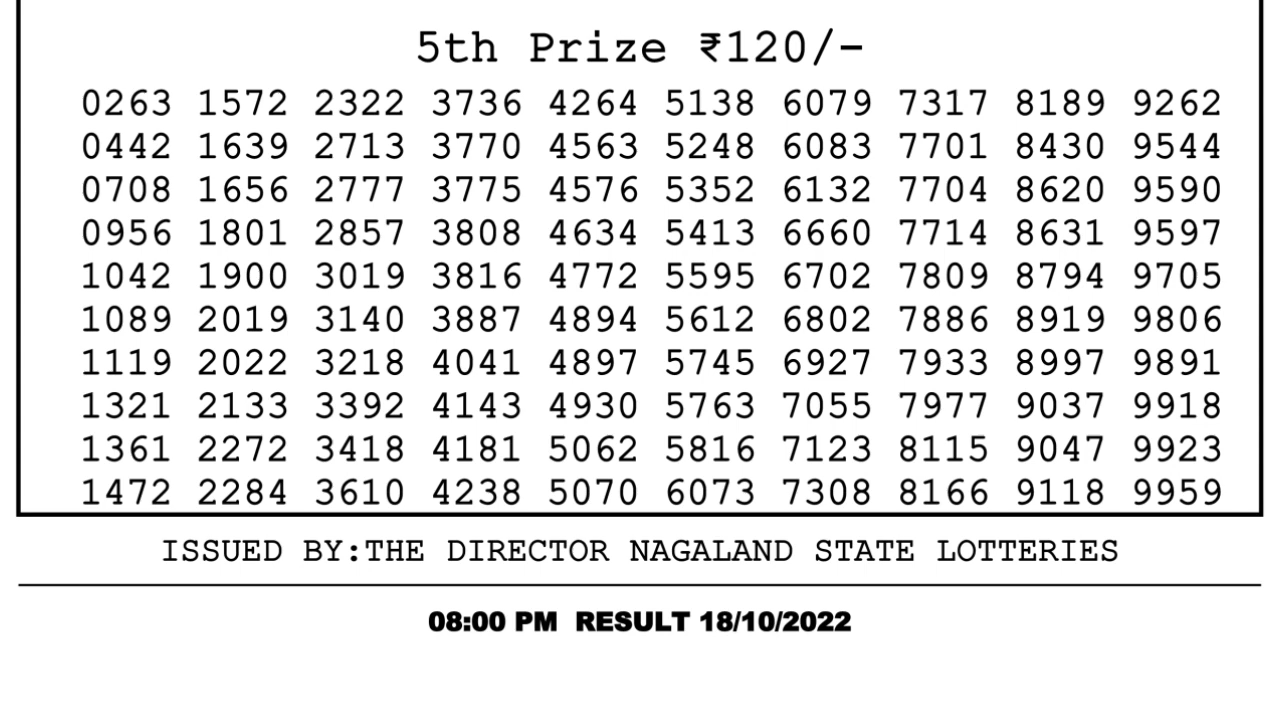 5th Prize ₹120/-
0263 1572 2322 3736 4264 5138 6079 7317 8189 9262
0442 1639 2713 3770 4563 5248 6083 7701 8430 9544
0708 1656 2777 3775 4576 5352 6132 7704 8620 9590
0956 1801 2857 3808 4634 5413 6660 7714 8631 9597
1042 1900 3019 3816 4772 5595 6702 7809 8794 9705
1089 2019 3140 3887 4894 5612 6802 7886 8919 9806
1119 2022 3218 4041 4897 5745 6927 7933 8997 9891
1321 2133 3392 4143 4930 5763 7055 7977 9037 9918
1361 2272 3418 4181 5062 5816 7123 8115 9047 9923
1472 2284 3610 4238 5070 6073 7308 8166 9118 9959
ISSUED BY:THE DIRECTOR NAGALAND STATE LOTTERIES
08:00 PM RESULT 18/10/2022